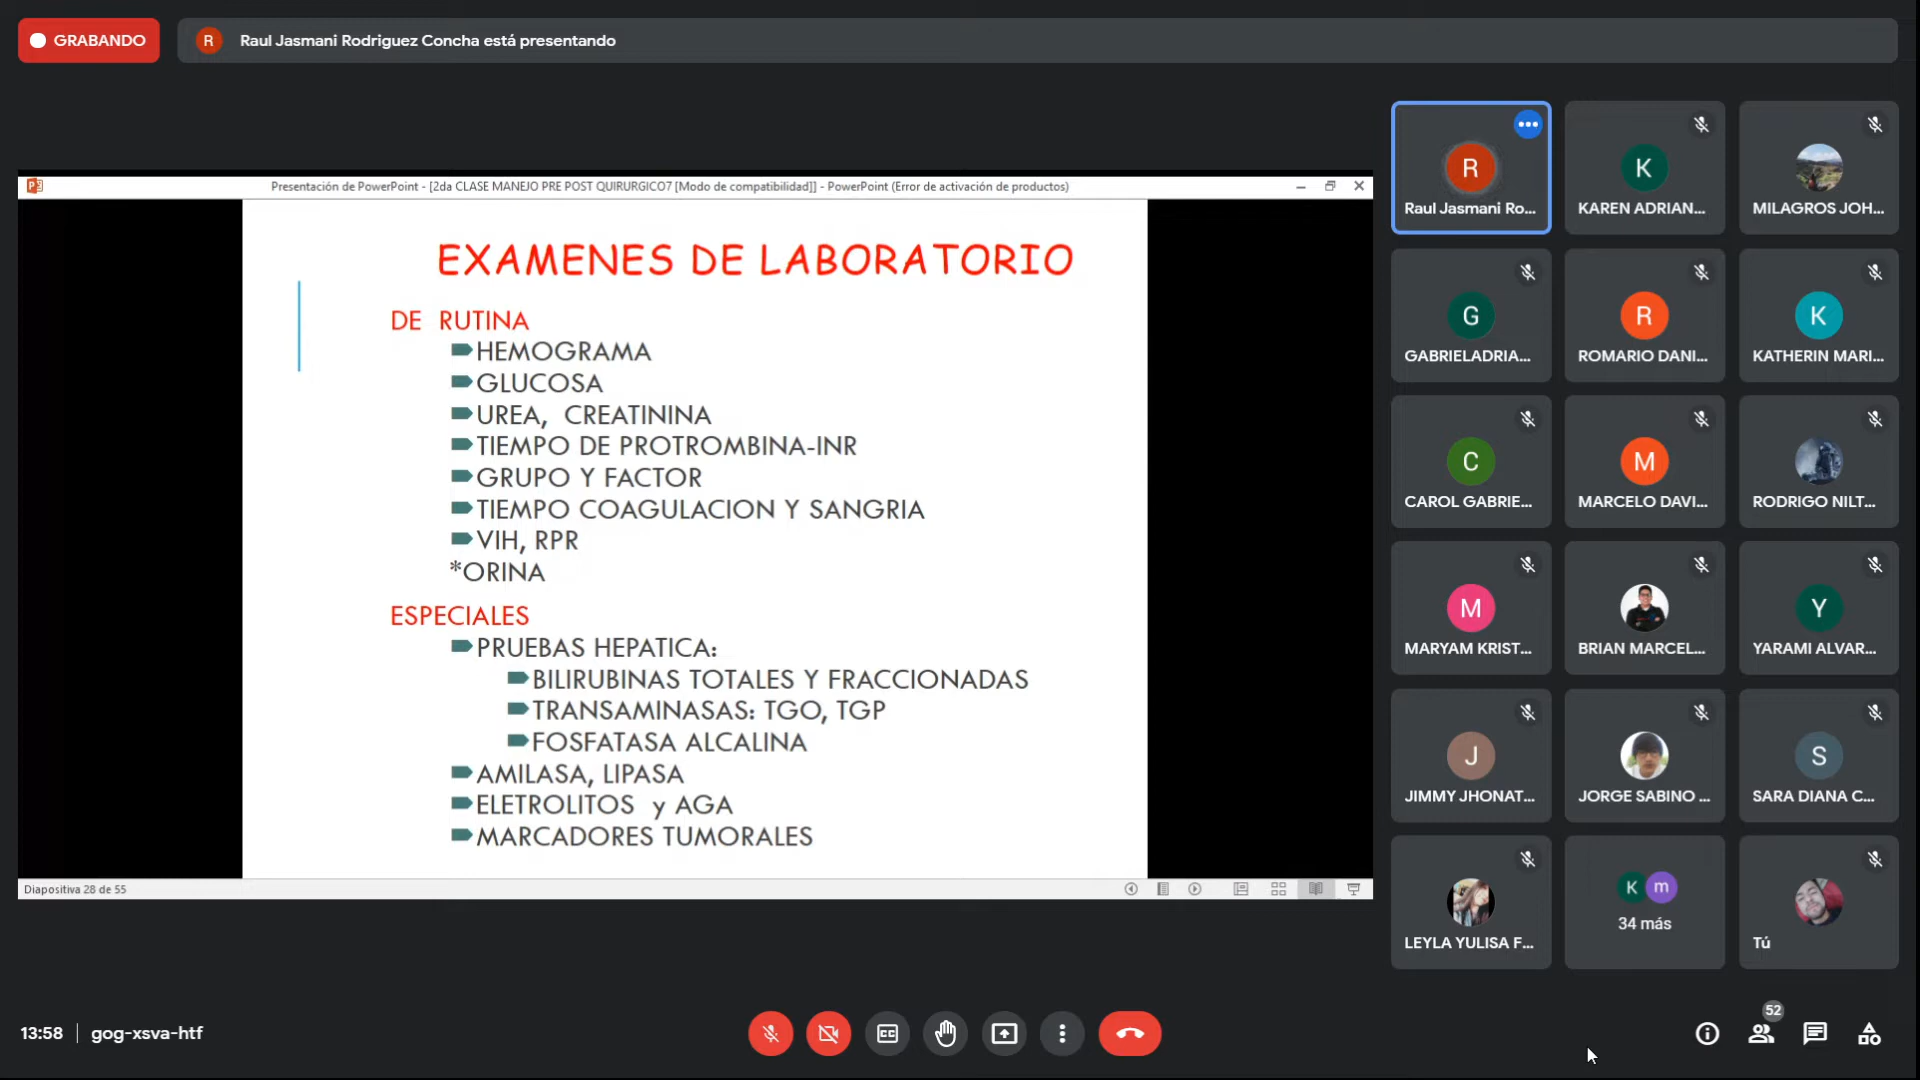 GRABANDO
R
Raul Jasmani Rodriguez Concha está presentando
Presentación de PowerPoint - [2da CLASE MANEJO PRE POST QUIRURGICO7 [Modo de compatibilidad]] - PowerPoint (Error de activación de productos)
EXAMENES DE LABORATORIO
DE RUTINA
HEMOGRAMA
GLUCOSA
UREA, CREATININA
TIEMPO DE PROTROMBINA-INR
GRUPO Y FACTOR
TIEMPO COAGULACION Y SANGRIA
VIH, RPR
*ORINA
ESPECIALES
PRUEBAS HEPATICA:
BILIRUBINAS TOTALES Y FRACCIONADAS
TRANSAMINASAS: TGO, TGP
FOSFATASA ALCALINA
AMILASA, LIPASA
ELETROLITOS y AGA
MARCADORES TUMORALES
Diapositiva 28 de 55
R
Raul Jasmani Ro...
K
KAREN ADRIAN...
MILAGROS JOH...
G
GABRIELADRIA...
R
ROMARIO DANI...
K
KATHERIN MARI...
C
CAROL GABRIE...
M
MARCELO DAVI...
RODRIGO NILT...
M
MARYAM KRIST...
BRIAN MARCEL...
Y
YARAMI ALVAR...
J
JIMMY JHONAT...
JORGE SABINO ...
S
SARA DIANA C...
LEYLA YULISA F...
K m
34 más
Tú
13:58 | gog-xsva-htf
CC
52